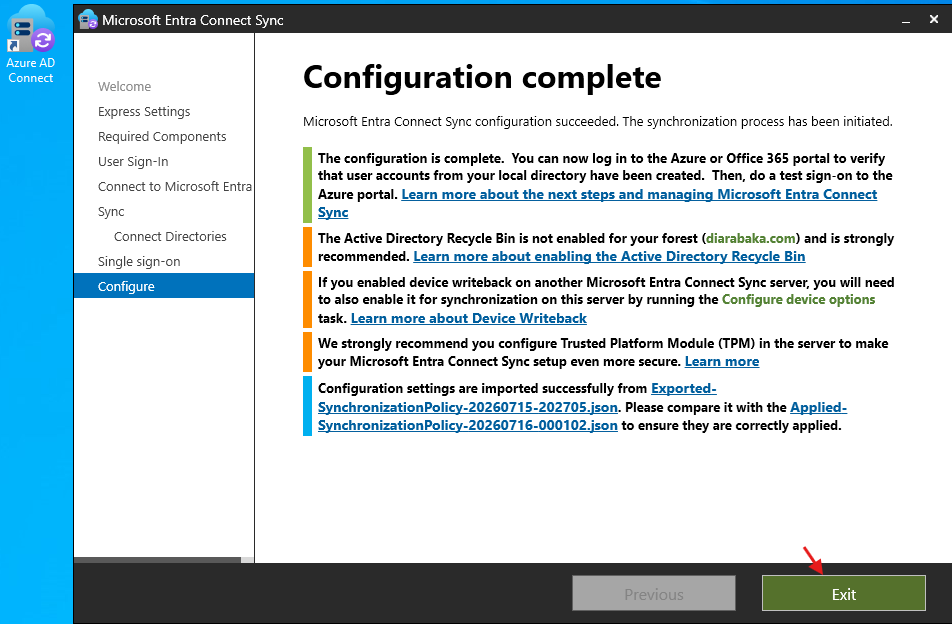 Azure AD
Connect
Microsoft Entra Connect Sync
Welcome
Express Settings
Required Components
User Sign-In
Connect to Microsoft Entra
Sync
Connect Directories
Single sign-on
Configure
Configuration complete
Microsoft Entra Connect Sync configuration succeeded. The synchronization process has been initiated.
The configuration is complete.  You can now log in to the Azure or Office 365 portal to verify
that user accounts from your local directory have been created.  Then, do a test sign-on to the
Azure portal. Learn more about the next steps and managing Microsoft Entra Connect
Sync
The Active Directory Recycle Bin is not enabled for your forest (diarabaka.com) and is strongly
recommended. Learn more about enabling the Active Directory Recycle Bin
If you enabled device writeback on another Microsoft Entra Connect Sync server, you will need
to also enable it for synchronization on this server by running the Configure device options
task. Learn more about Device Writeback
We strongly recommend you configure Trusted Platform Module (TPM) in the server to make
your Microsoft Entra Connect Sync setup even more secure. Learn more
Configuration settings are imported successfully from Exported-
SynchronizationPolicy-20260715-202705.json. Please compare it with the Applied-
SynchronizationPolicy-20260716-000102.json to ensure they are correctly applied.
Previous
Exit